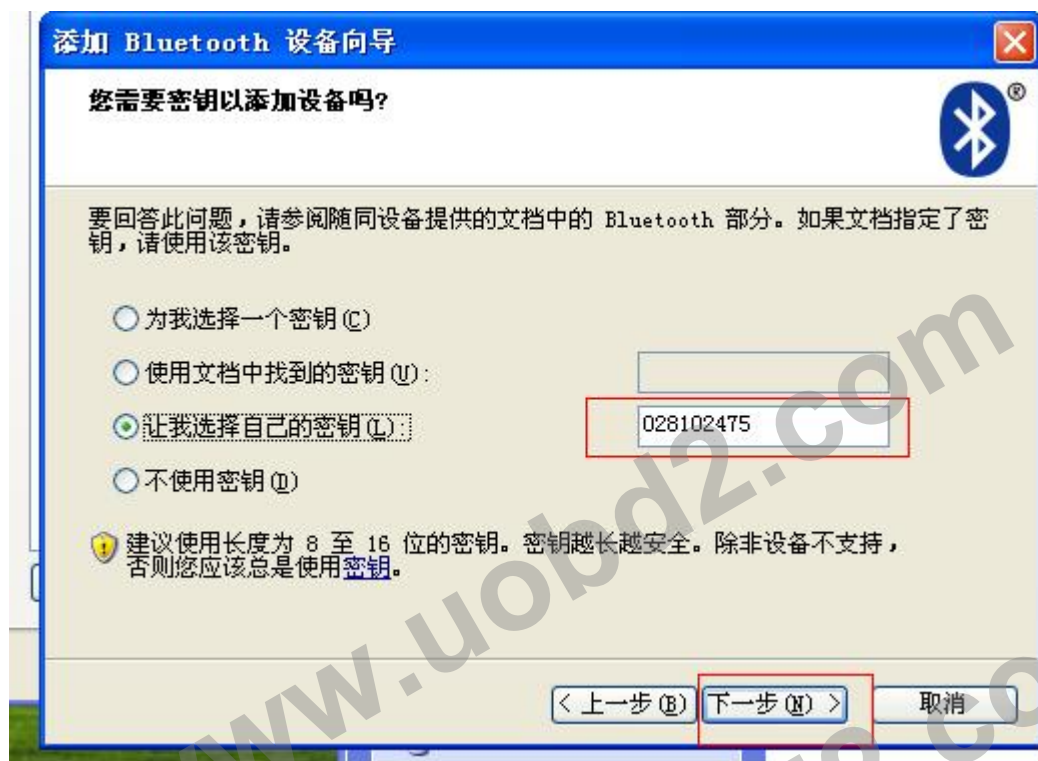 添加 Bluetooth 设备向导
您需要密钥以添加设备吗?
®
要回答此问题，请参阅随同设备提供的文档中的 Bluetooth 部分。如果文档指定了密
钥，请使用该密钥。
为我选择一个密钥(C)
使用文档中找到的密钥(U):
让我选择自己的密钥(L):
028102475
不使用密钥(D)
建议使用长度为 8 至 16 位的密钥。密钥越长越安全。除非设备不支持，
否则您应该总是使用密钥。
< 上一步(B)
下一步(N) >
取消
www.uobd2.com